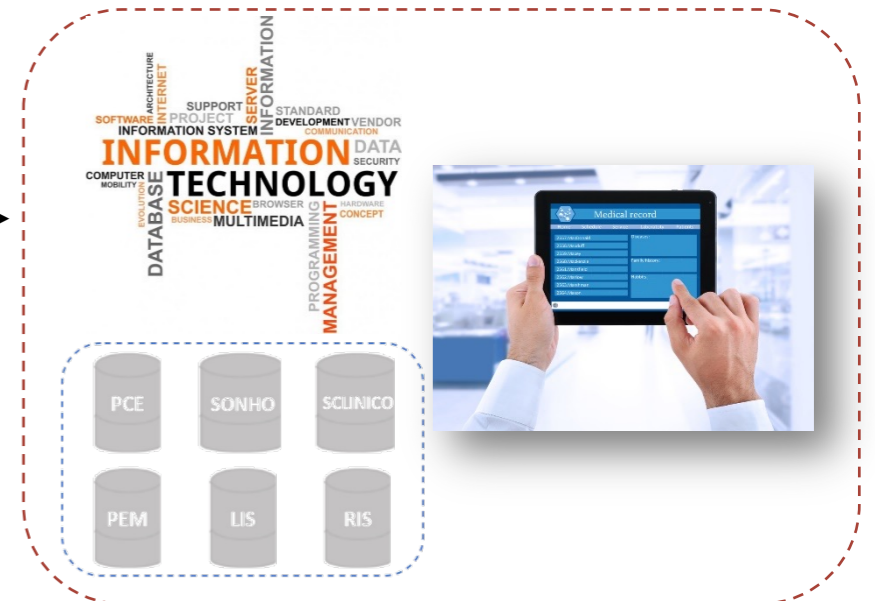 INFORMATION
ARCHITECTURE
INTERNET
SERVER
SUPPORT
STANDARD
SOFTWARE
PROJECT
DEVELOPMENT
VENDOR
INFORMATION SYSTEM
COMMUNICATION
INFORMATION
DATA
SECURITY
COMPUTER
MOBILITY
DATABASE
TECHNOLOGY
EVOLUTION
SCIENCE
BROWSER
HARDWARE
BUSINESS
MULTIMEDIA
PROGRAMMING
MANAGEMENT
CONCEPT
Medical record
PCE
SONHO
SCLINICO
PEM
LIS
RIS